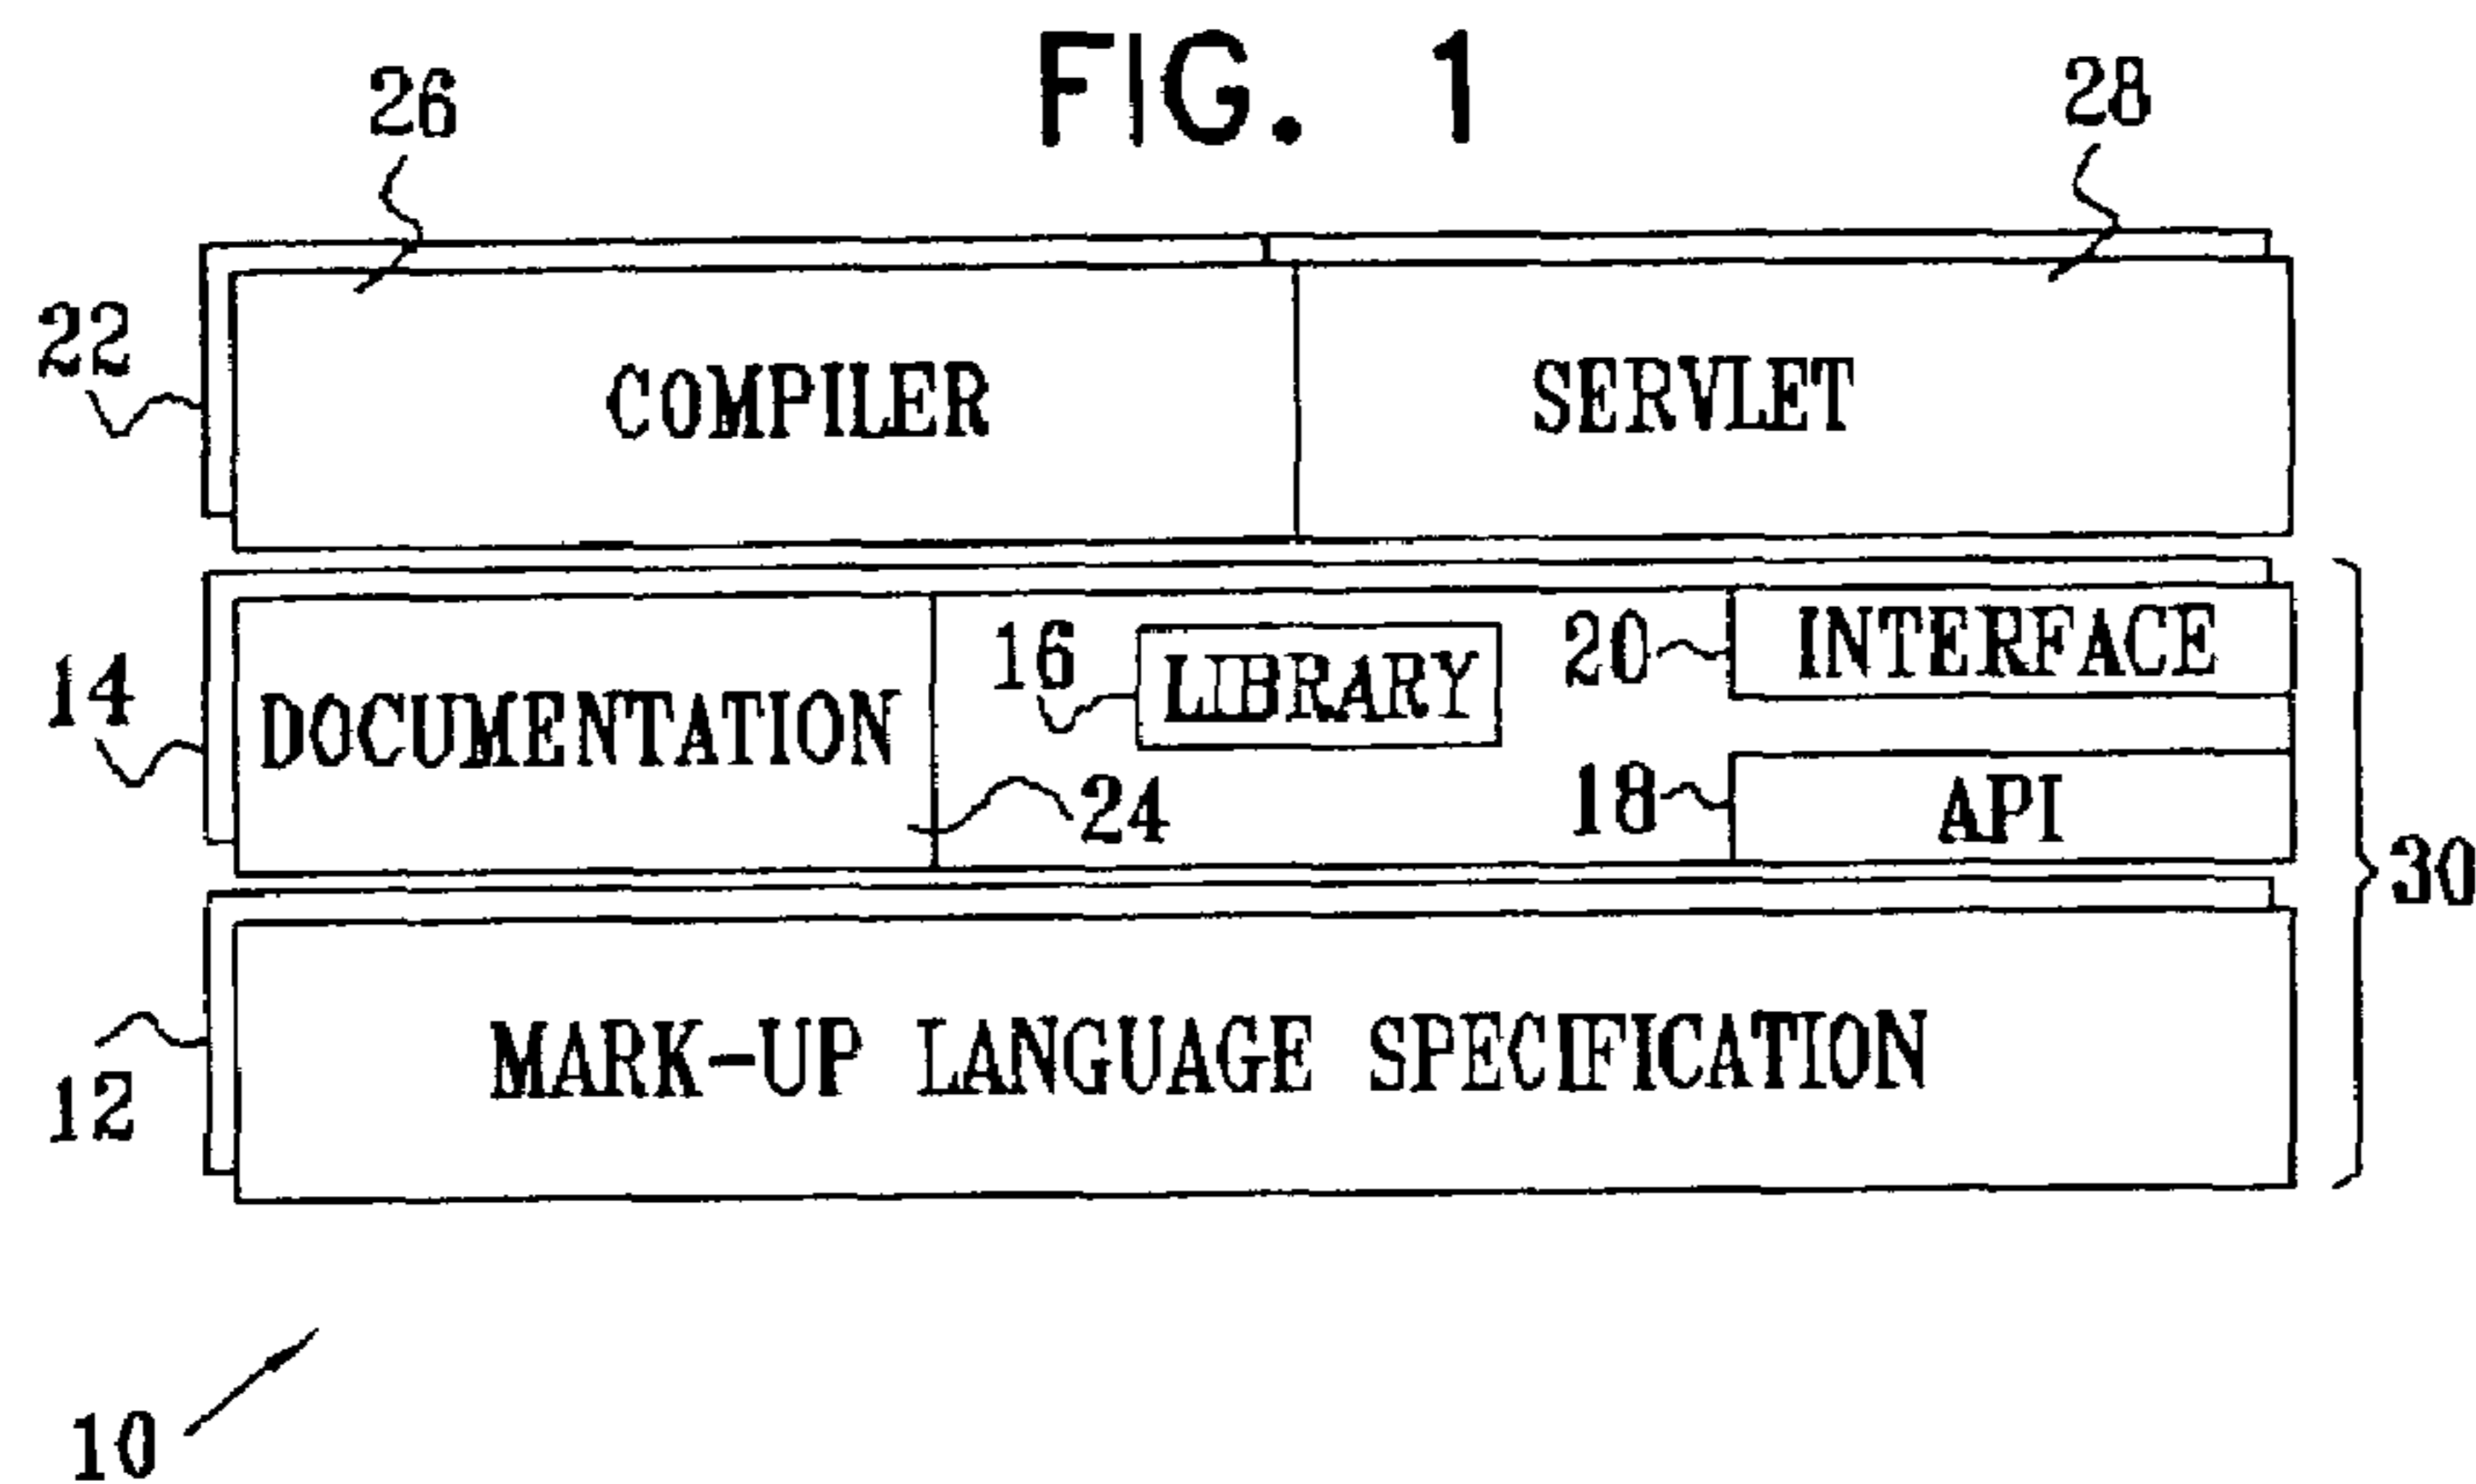 FIG. 1
26
28
22
COMPILER
SERVLET
14
DOCUMENTATION
16
LIBRARY
20
INTERFACE
24
18
API
30
12
MARK-UP LANGUAGE SPECIFICATION
10